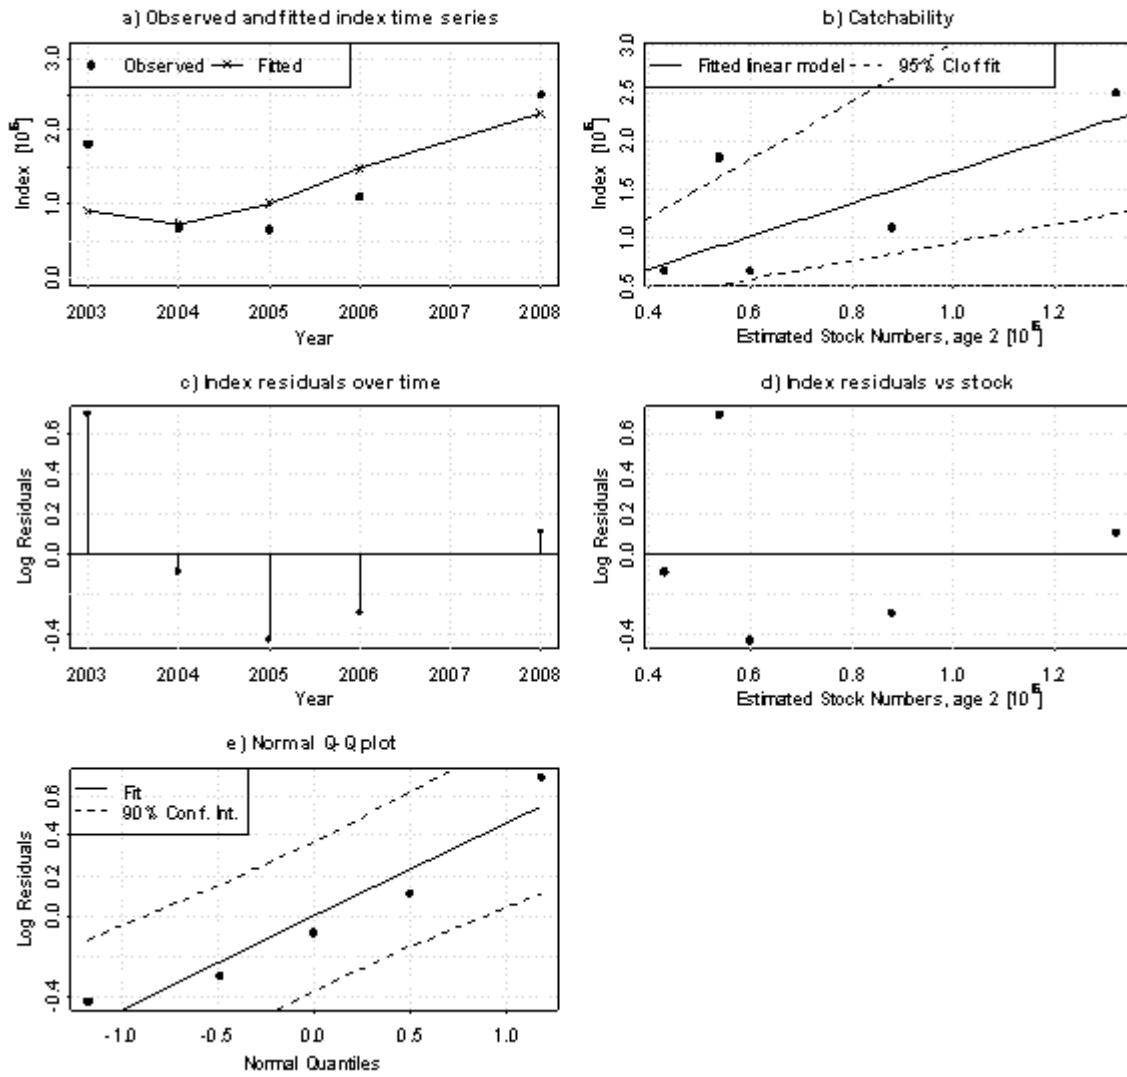 a) Observed and fitted index time series
Observed Fitted
Index [10
0.0 1.0 2.0 3.0
2003 2004 2005 2006 2007 2008
Year
b) Catchability
Fitted linear model 95% CI of fit
Index [10
0.5 1.0 1.5 2.0 2.5 3.0
0.4 0.6 0.8 1.0 1.2
Estimated Stock Numbers, age 2 [10
c) Index residuals over time
Log Residuals
-0.4 0.0 0.2 0.4 0.6
2003 2004 2005 2006 2007 2008
Year
d) Index residuals vs stock
Log Residuals
-0.4 0.0 0.2 0.4 0.6
0.4 0.6 0.8 1.0 1.2
Estimated Stock Numbers, age 2 [10
e) Normal Q-Q plot
Fit
90% Conf. Int.
Log Residuals
-0.4 0.0 0.2 0.4 0.6
-1.0 -0.5 0.0 0.5 1.0
Normal Quantiles